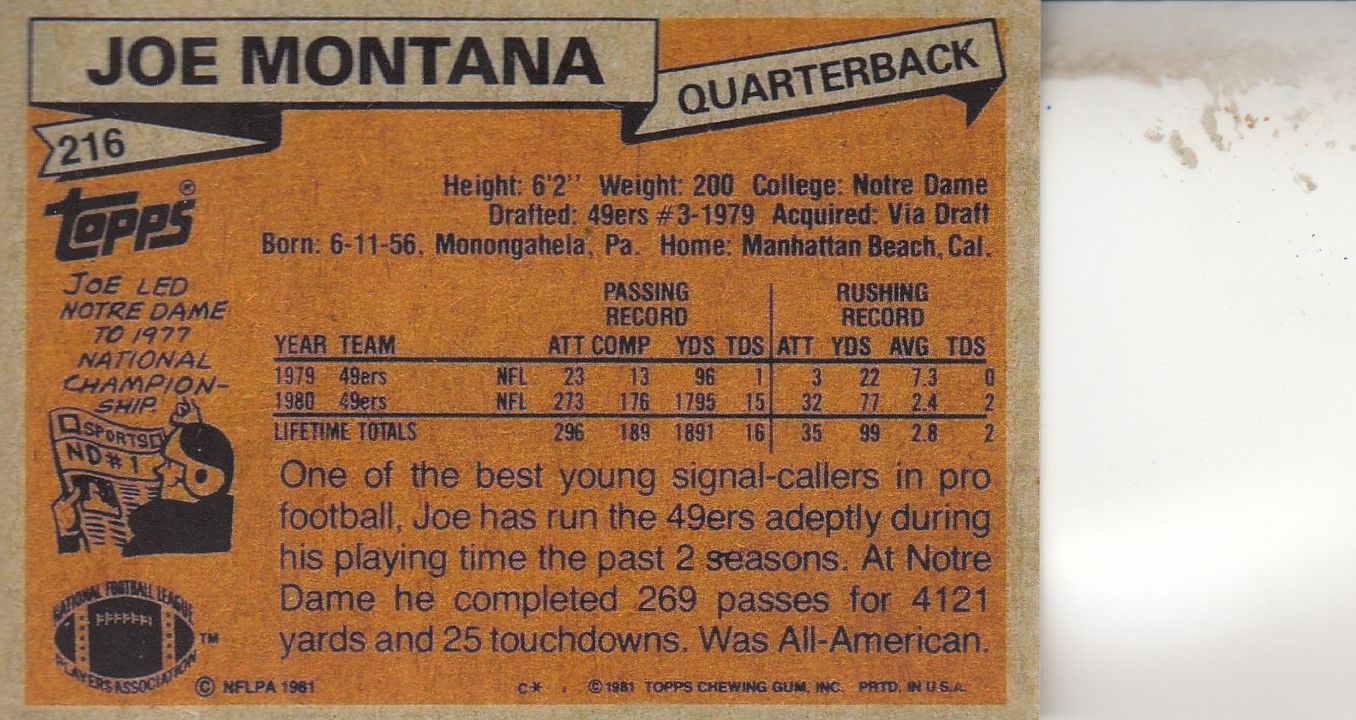 JOE MONTANA
QUARTERBACK
216
TOPPS®
Height: 6'2'' Weight: 200 College: Notre Dame
Drafted: 49ers #3-1979 Acquired: Via Draft
Born: 6-11-56, Monongahela, Pa. Home: Manhattan Beach, Cal.
JOE LED
NOTRE DAME
TO 1977
NATIONAL
CHAMPION-
SHIP.
SPORTS
ND#1
PASSING RUSHING
RECORD RECORD
YEAR TEAM ATT COMP YDS TDS ATT YDS AVG TDS
1979 49ers NFL 23 13 96 1 3 22 7.3 0
1980 49ers NFL 273 176 1795 15 32 77 2.4 2
LIFETIME TOTALS 296 189 1891 16 35 99 2.8 2
One of the best young signal-callers in pro
football, Joe has run the 49ers adeptly during
his playing time the past 2 seasons. At Notre
Dame he completed 269 passes for 4121
yards and 25 touchdowns. Was All-American.
NATIONAL FOOTBALL LEAGUE
PLAYERS ASSOCIATION
TM
© NFLPA 1981 C* . ©1981 TOPPS CHEWING GUM, INC. PRTD. IN U.S.A.